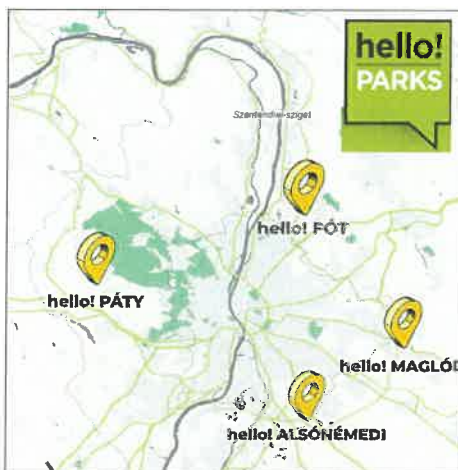 hello!
PARKS
Szentendrei-sziget
hello! FÓT
hello! PÁTY
hello! MAGLÓD
hello! ALSÓNÉMEDI